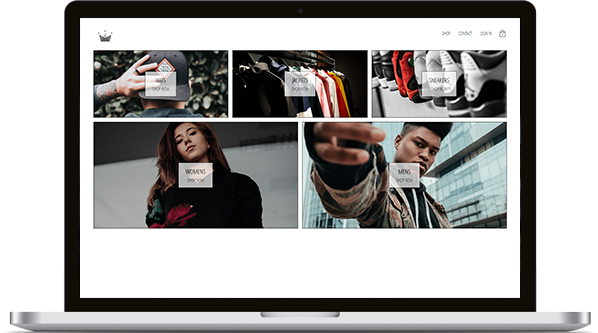 SHOP CONTACT SIGN IN
HATS
SHOP NOW
JACKETS
SHOP NOW
SNEAKERS
SHOP NOW
WOMENS
SHOP NOW
MENS
SHOP NOW